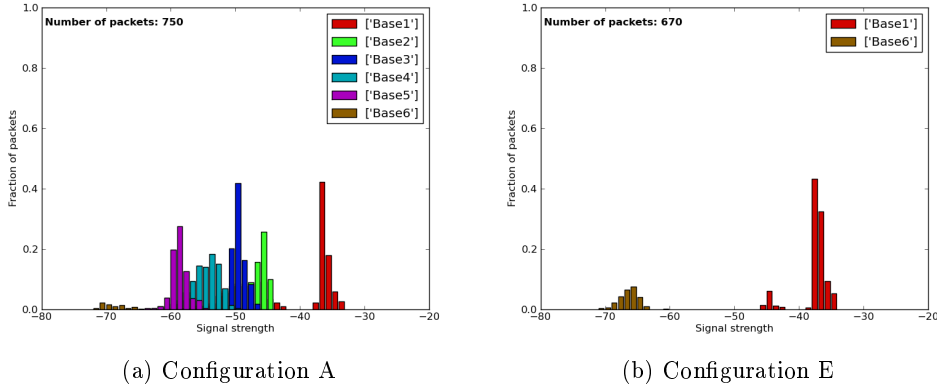 Number of packets: 750
['Base1']
['Base2']
['Base3']
['Base4']
['Base5']
['Base6']
Fraction of packets
1.0
0.8
0.6
0.4
0.2
0.0
−80
−70
−60
−50
−40
−30
−20
Signal strength
(a) Configuration A
Number of packets: 670
['Base1']
['Base6']
Fraction of packets
1.0
0.8
0.6
0.4
0.2
0.0
−80
−70
−60
−50
−40
−30
−20
Signal strength
(b) Configuration E